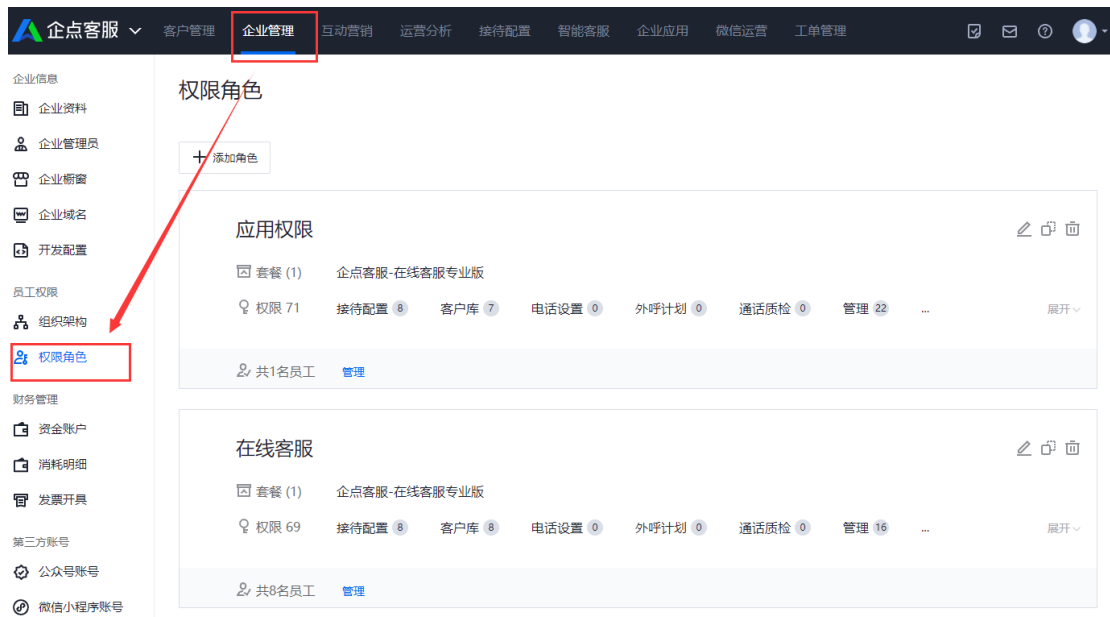 企点客服 客户管理 企业管理 互动营销 运营分析 接待配置 智能客服 企业应用 微信运营 工单管理
企业信息
企业资料
企业管理员
企业橱窗
企业域名
开发配置
员工权限
组织架构
权限角色
财务管理
资金账户
消耗明细
发票开具
第三方账号
公众号账号
微信小程序账号
权限角色
添加角色
应用权限
套餐 (1) 企点客服-在线客服专业版
权限 71 接待配置 8 客户库 7 电话设置 0 外呼计划 0 通话质检 0 管理 22 ... 展开
共1名员工 管理
在线客服
套餐 (1) 企点客服-在线客服专业版
权限 69 接待配置 8 客户库 8 电话设置 0 外呼计划 0 通话质检 0 管理 16 ... 展开
共8名员工 管理